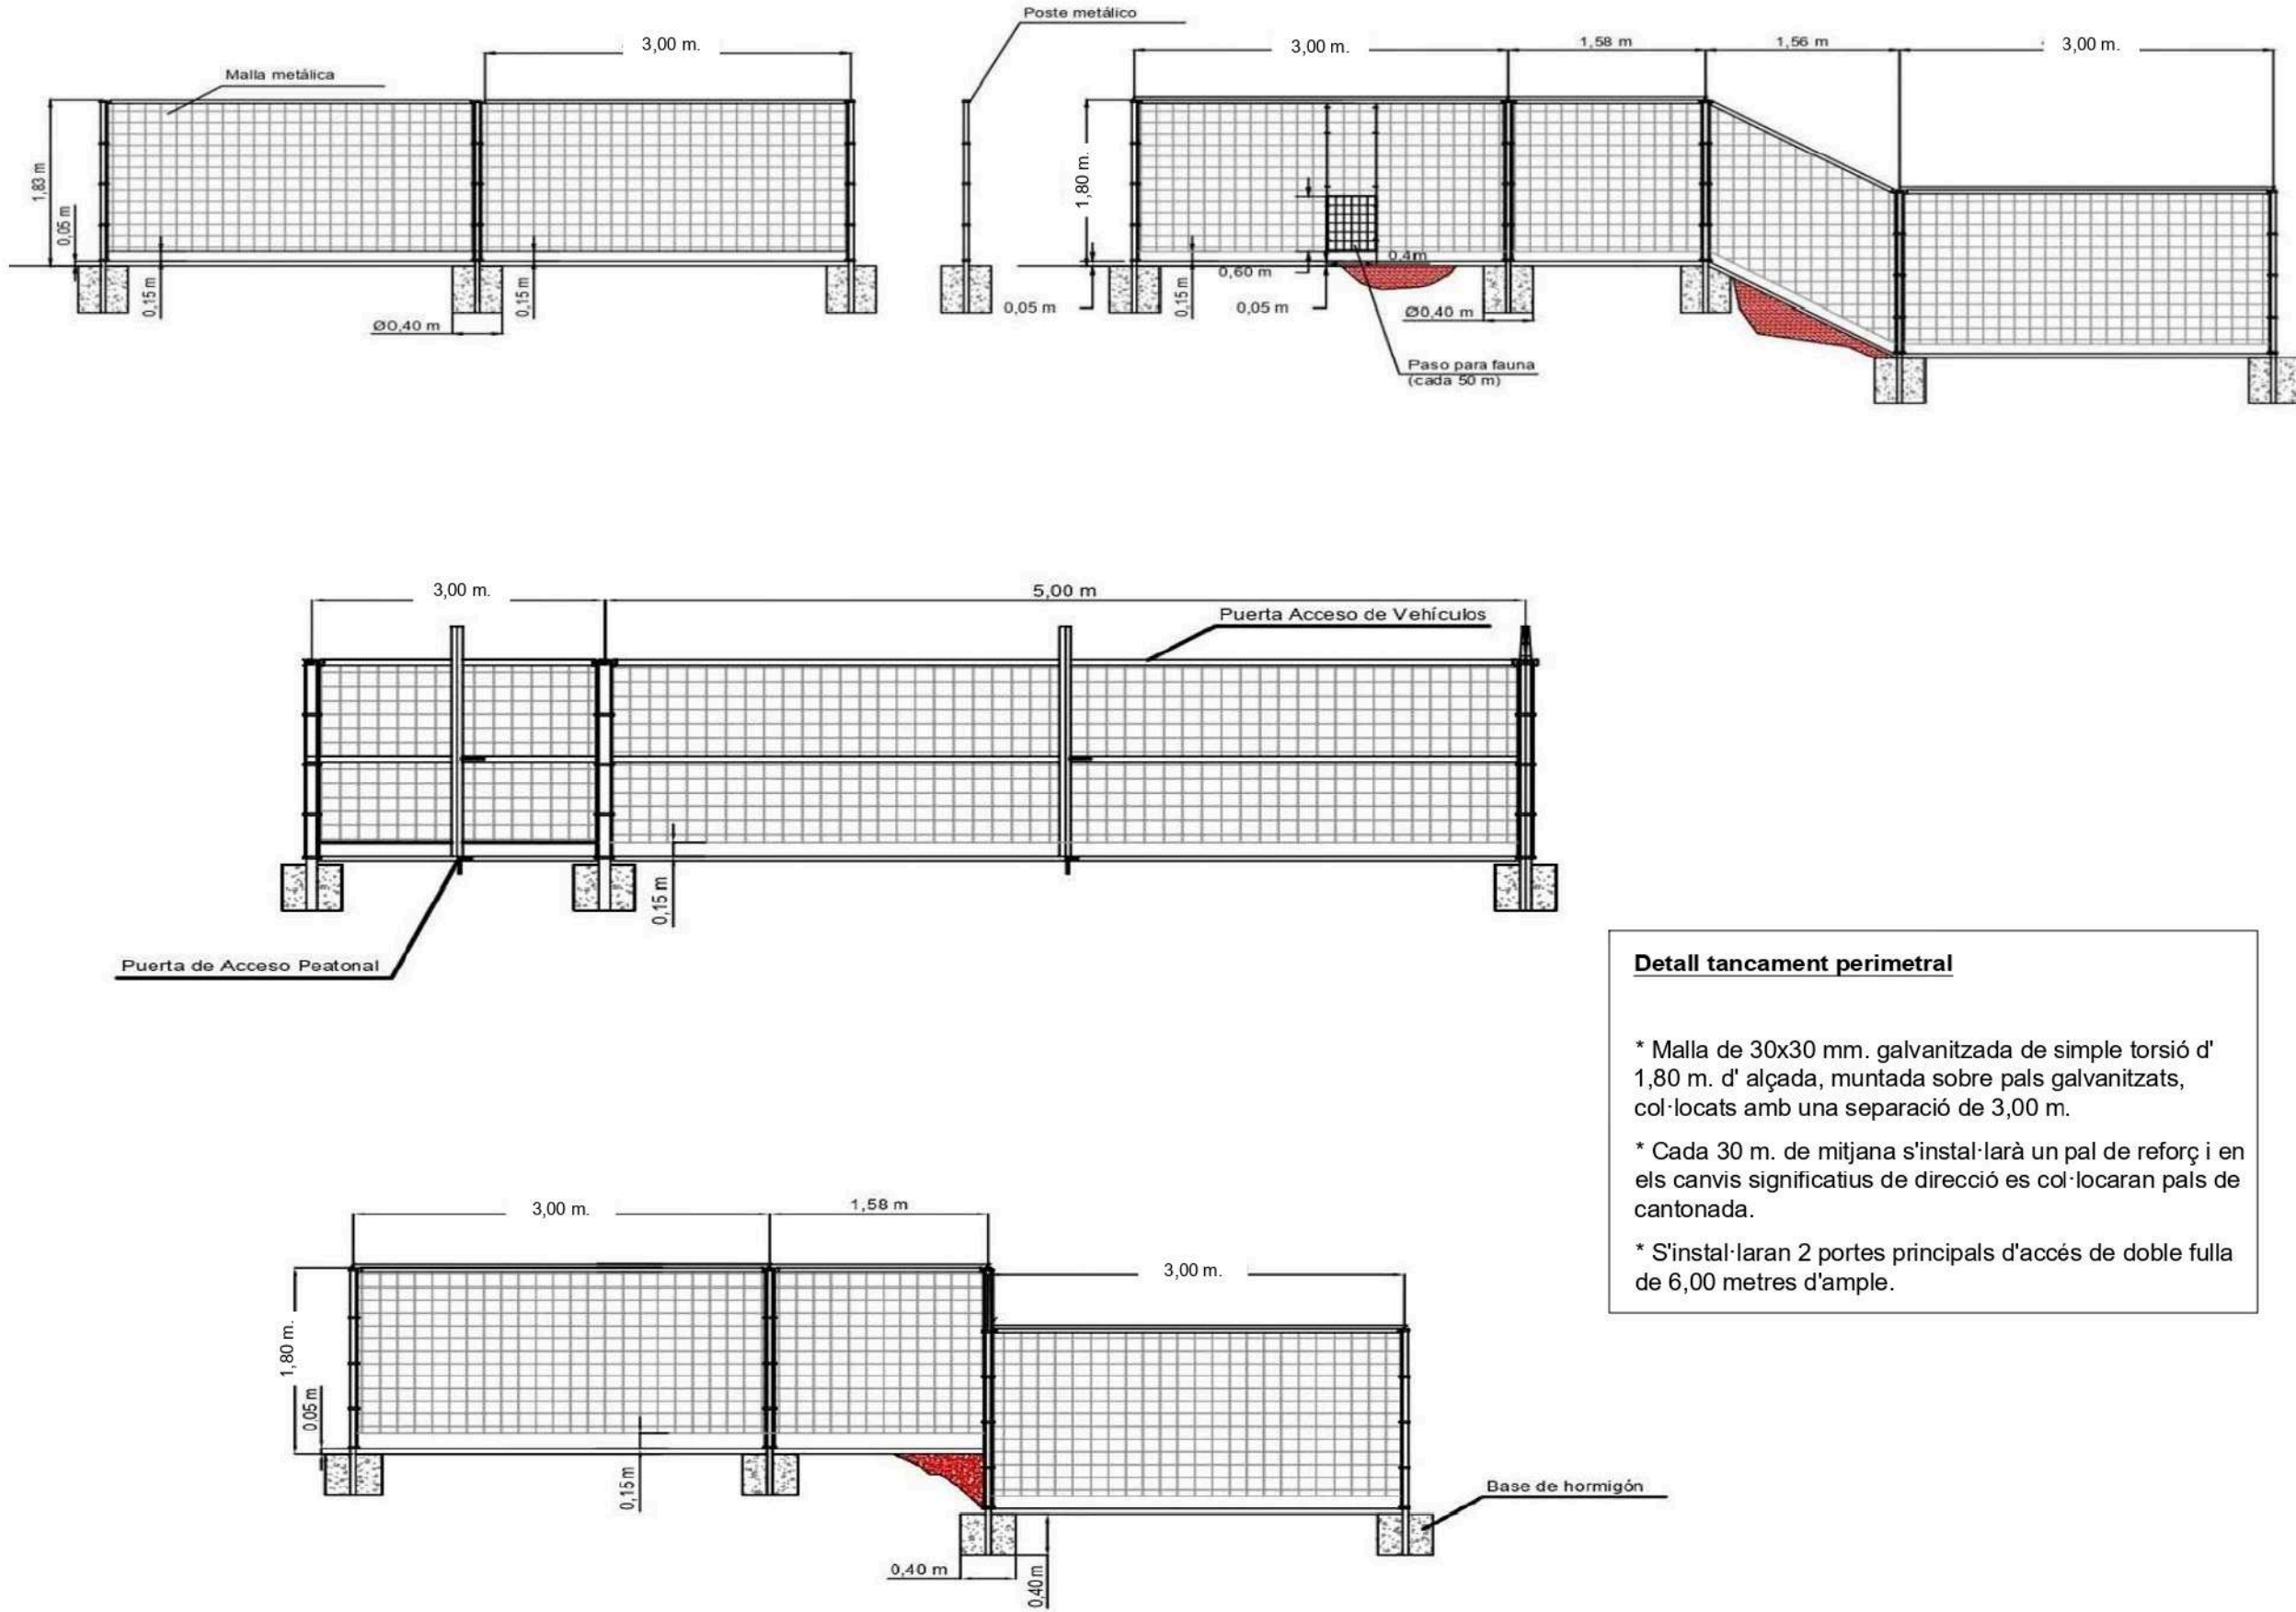 Poste metálico
3,00 m.
Malla metálica
1,83 m
0,05 m
0,15 m
0,15 m
Ø0,40 m
3,00 m.
1,58 m
1,56 m
3,00 m.
1,80 m.
0,4m
0,60 m
0,05 m
0,15 m
0,05 m
Ø0,40 m
Paso para fauna
(cada 50 m)
3,00 m.
5,00 m
Puerta Acceso de Vehículos
0,15 m
Puerta de Acceso Peatonal
Detall tancament perimetral
* Malla de 30x30 mm. galvanitzada de simple torsió d'
1,80 m. d' alçada, muntada sobre pals galvanitzats,
col·locats amb una separació de 3,00 m.
* Cada 30 m. de mitjana s'instal·larà un pal de reforç i en
els canvis significatius de direcció es col·locaran pals de
cantonada.
* S'instal·laran 2 portes principals d'accés de doble fulla
de 6,00 metres d'ample.
3,00 m.
1,58 m
3,00 m.
1,80 m.
0,05 m
0,15 m
Base de hormigón
0,40 m
0,40 m